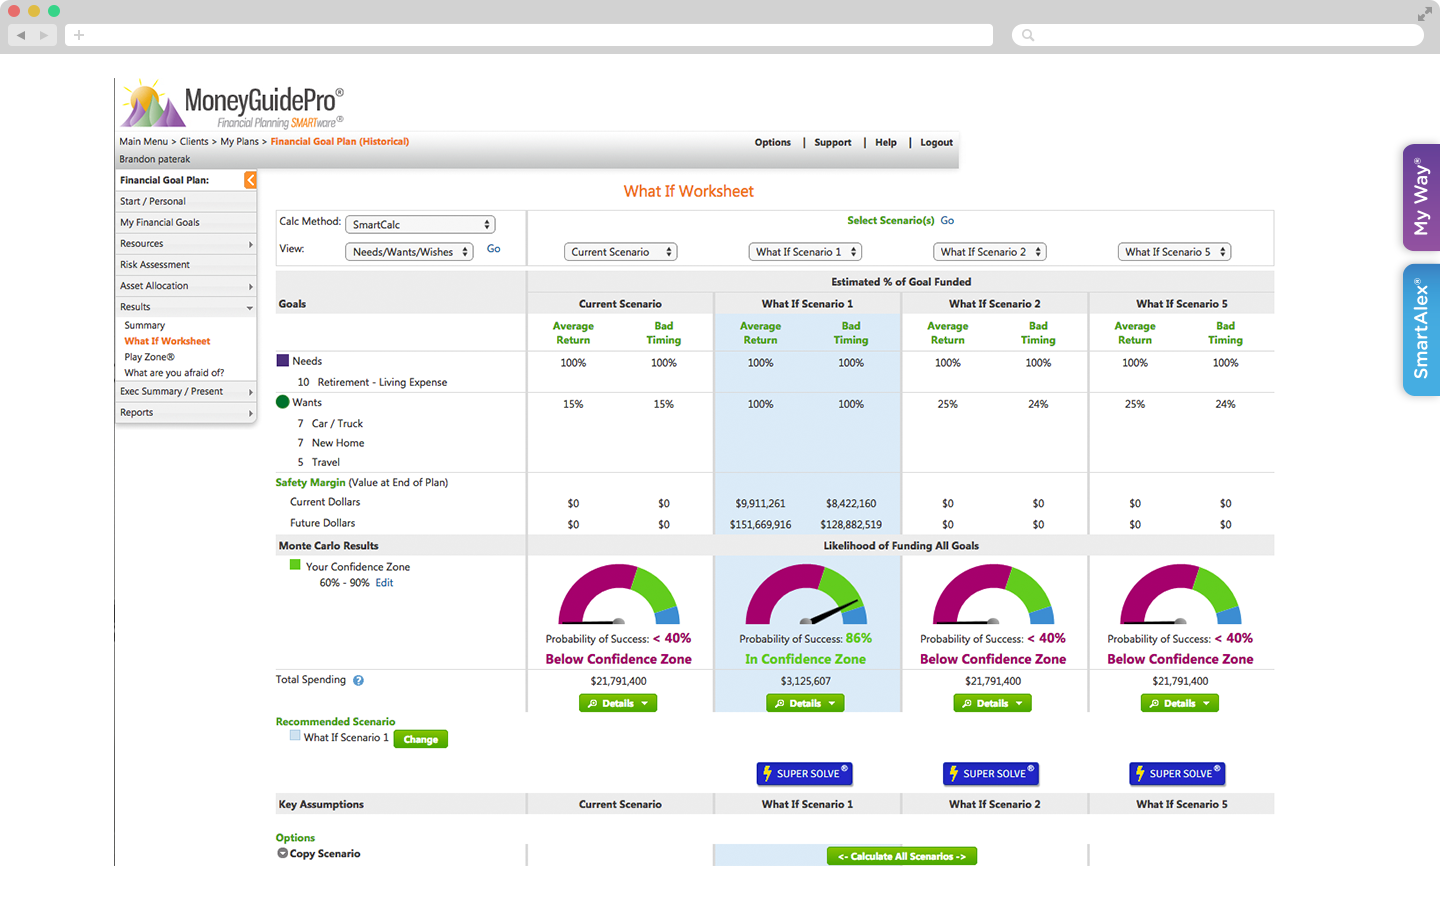 MoneyGuidePro®
Financial Planning SMARTware®
Main Menu > Clients > My Plans > Financial Goal Plan (Historical)
Options | Support | Help | Logout
Brandon paterak
Financial Goal Plan:
Start / Personal
My Financial Goals
Resources
Risk Assessment
Asset Allocation
Results
Summary
What If Worksheet
Play Zone®
What are you afraid of?
Exec Summary / Present
Reports
My Way®
SmartAlex®
What If Worksheet
Calc Method: SmartCalc
Select Scenario(s) Go
View: Needs/Wants/Wishes Go
Current Scenario What If Scenario 1 What If Scenario 2 What If Scenario 5
Estimated % of Goal Funded
Goals Current Scenario What If Scenario 1 What If Scenario 2 What If Scenario 5
Average Bad Average Bad Average Bad Average Bad
Return Timing Return Timing Return Timing Return Timing
Needs 100% 100% 100% 100% 100% 100% 100% 100%
10 Retirement - Living Expense
Wants 15% 15% 100% 100% 25% 24% 25% 24%
7 Car / Truck
7 New Home
5 Travel
Safety Margin (Value at End of Plan)
Current Dollars $0 $0 $9,911,261 $8,422,160 $0 $0 $0 $0
Future Dollars $0 $0 $151,669,916 $128,882,519 $0 $0 $0 $0
Monte Carlo Results Likelihood of Funding All Goals
Your Confidence Zone
60% - 90% Edit
Probability of Success: < 40% Probability of Success: 86% Probability of Success: < 40% Probability of Success: < 40%
Below Confidence Zone In Confidence Zone Below Confidence Zone Below Confidence Zone
Total Spending ? $21,791,400 $3,125,607 $21,791,400 $21,791,400
Details Details Details Details
Recommended Scenario
What If Scenario 1 Change
SUPER SOLVE® SUPER SOLVE® SUPER SOLVE®
Key Assumptions Current Scenario What If Scenario 1 What If Scenario 2 What If Scenario 5
Options
Copy Scenario
<- Calculate All Scenarios ->